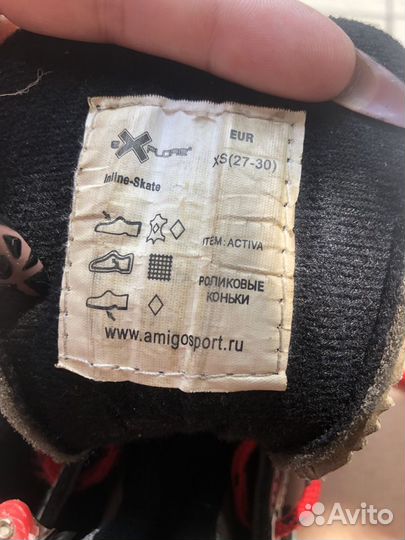 eXPLORE
EUR
XS(27-30)
Inline-Skate
ITEM: ACTIVA
РОЛИКОВЫЕ
КОНЬКИ
www.amigosport.ru
Avito